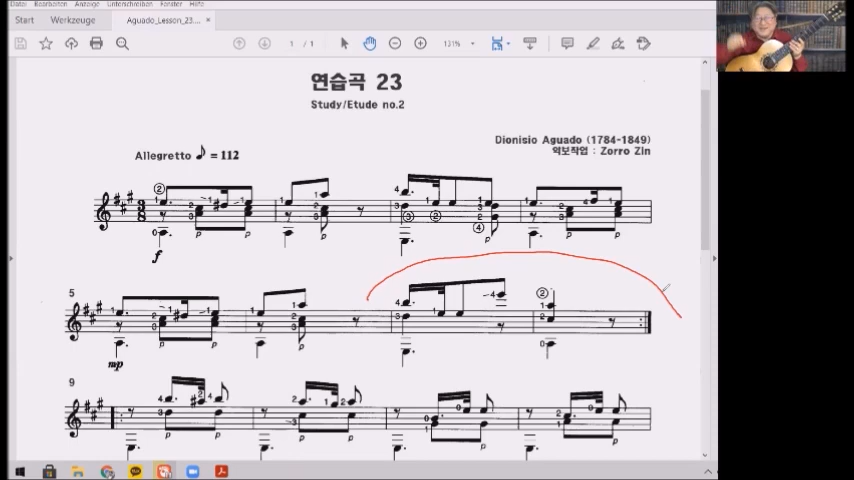 Datei Bearbeiten Anzeige Unterschreiben Fenster Hilfe
Start Werkzeuge Aguado_Lesson_23.... ×
1 / 1 131%
연습곡 23
Study/Etude no.2
Dionisio Aguado (1784-1849)
Allegretto ♪ = 112
악보작업 : Zorro Zin
f
5
mp
9